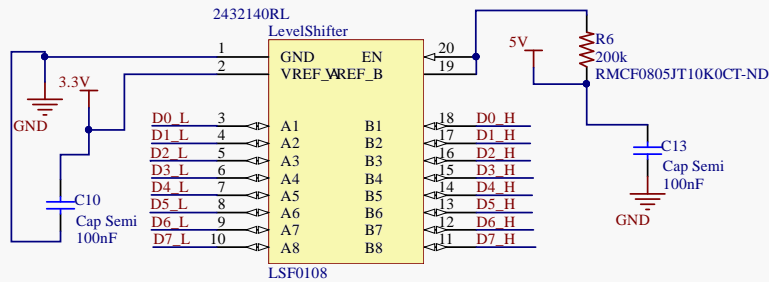 2432140RL
LevelShifter
1 GND EN 20
2 VREF_A VREF_B 19
3.3V
GND
5V
R6
200k
RMCF0805JT10K0CT-ND
D0_L 3 A1 B1 18 D0_H
D1_L 4 A2 B2 17 D1_H
D2_L 5 A3 B3 16 D2_H
D3_L 6 A4 B4 15 D3_H
D4_L 7 A5 B5 14 D4_H
D5_L 8 A6 B6 13 D5_H
D6_L 9 A7 B7 12 D6_H
D7_L 10 A8 B8 11 D7_H
C10
Cap Semi
100nF
C13
Cap Semi
100nF
GND
LSF0108